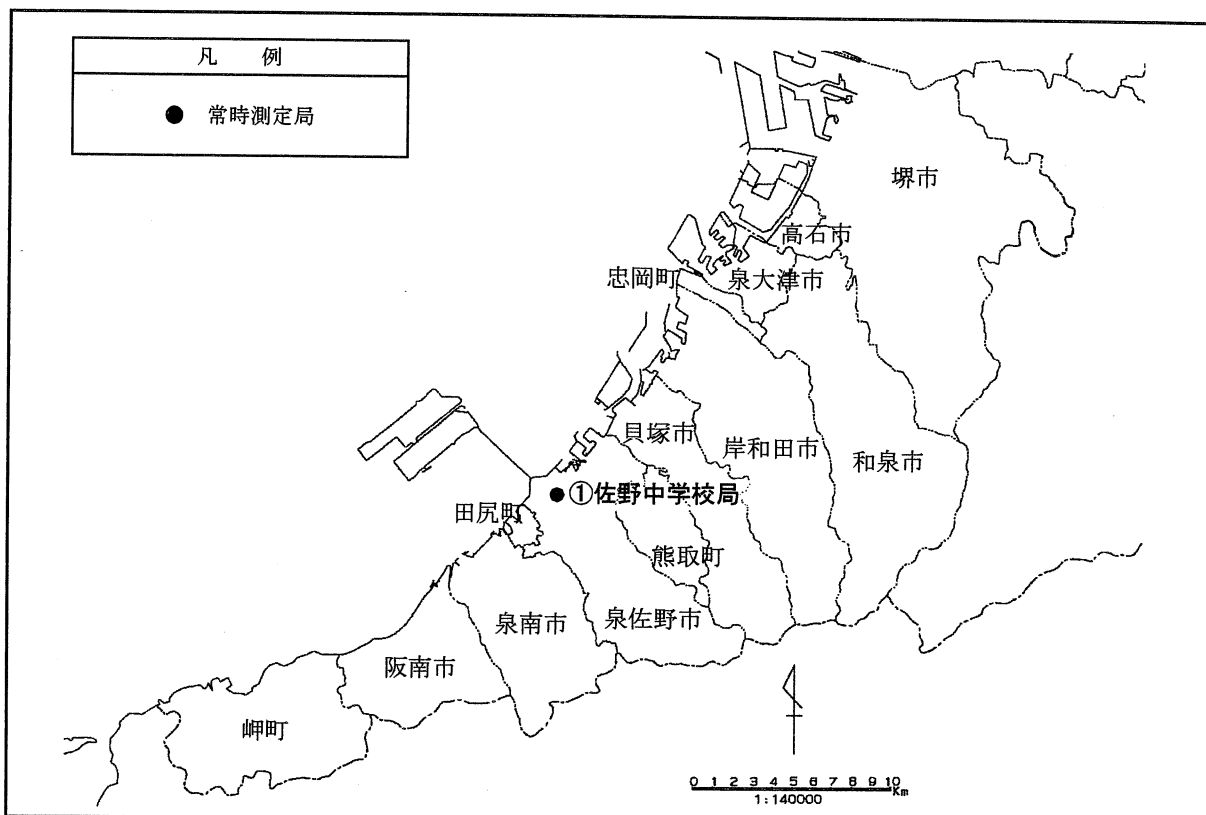 凡 例
● 常時測定局
堺市
高石市
泉大津市
忠岡町
貝塚市
岸和田市
和泉市
①佐野中学校局
田尻町
熊取町
泉南市
泉佐野市
阪南市
岬町
0 1 2 3 4 5 6 7 8 9 10
Km
1:140000